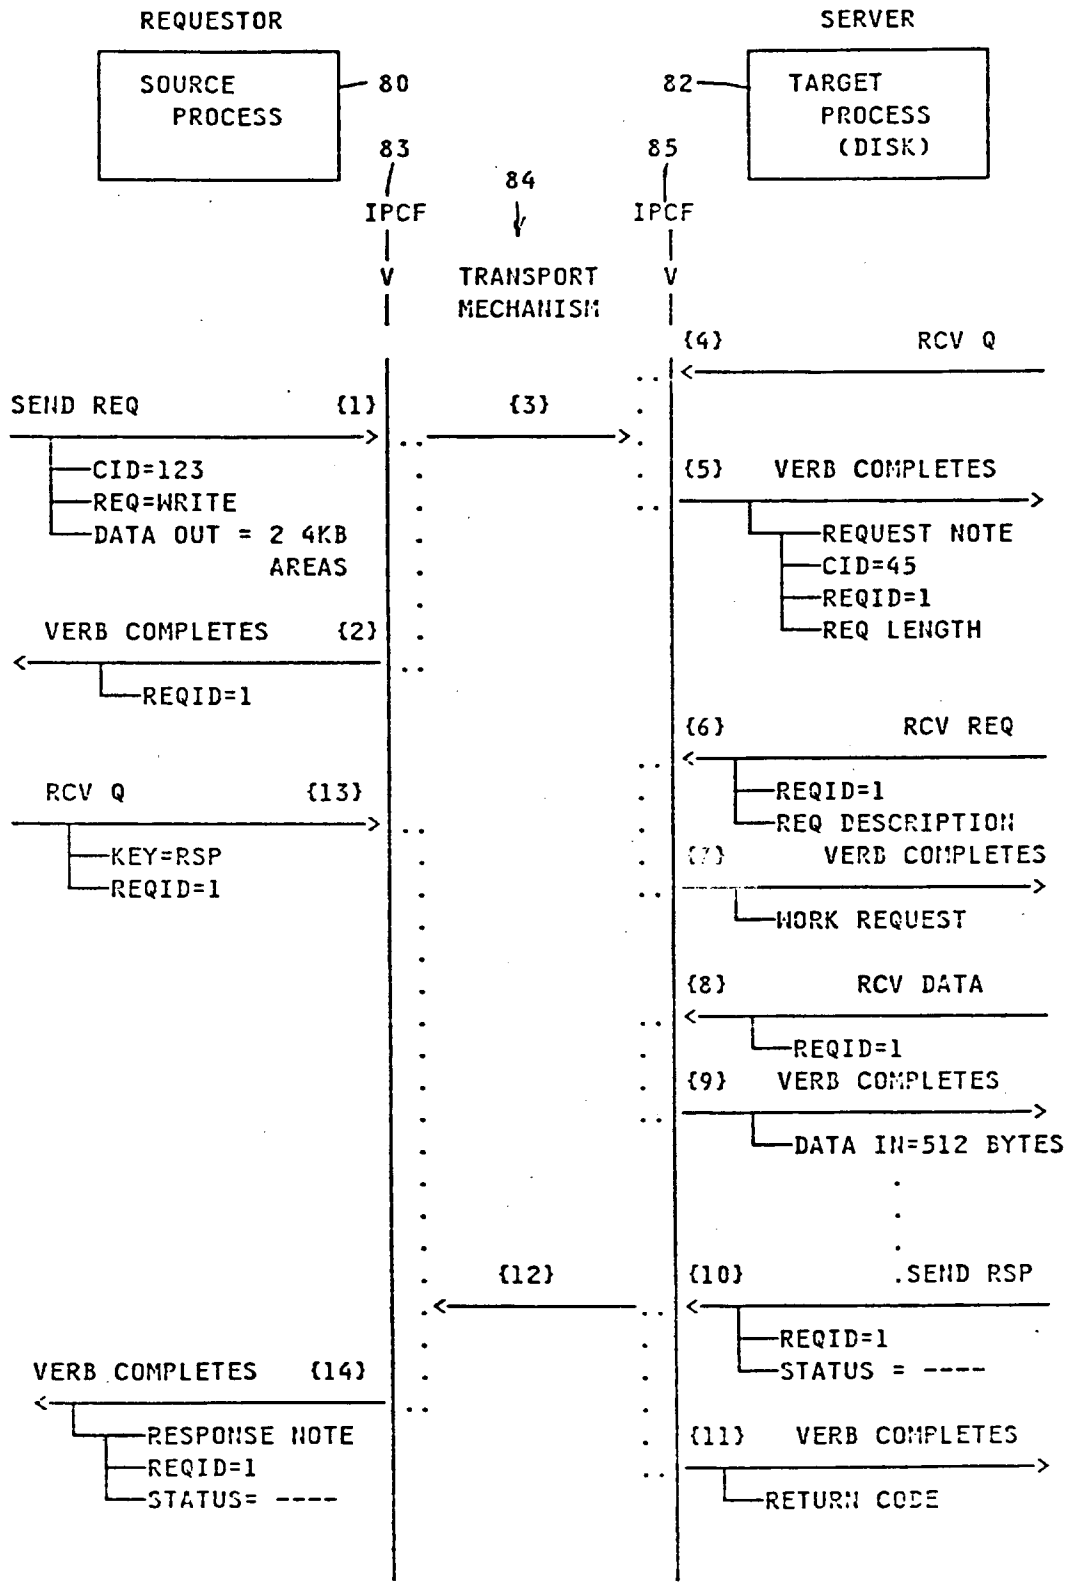 REQUESTOR SERVER
SOURCE PROCESS 80 82 TARGET PROCESS (DISK)
83 84 85
IPCF IPCF
V TRANSPORT MECHANISM V
{4} RCV Q
SEND REQ {1} {3}
CID=123
REQ=WRITE
DATA OUT = 2 4KB
AREAS
{5} VERB COMPLETES
REQUEST NOTE
CID=45
REQID=1
REQ LENGTH
VERB COMPLETES {2}
REQID=1
{6} RCV REQ
REQID=1
REQ DESCRIPTION
RCV Q {13}
KEY=RSP
REQID=1
{7} VERB COMPLETES
WORK REQUEST
{8} RCV DATA
REQID=1
{9} VERB COMPLETES
DATA IN=512 BYTES
{12} {10} SEND RSP
REQID=1
STATUS = ----
VERB COMPLETES {14}
RESPONSE NOTE
REQID=1
STATUS= ----
{11} VERB COMPLETES
RETURN CODE